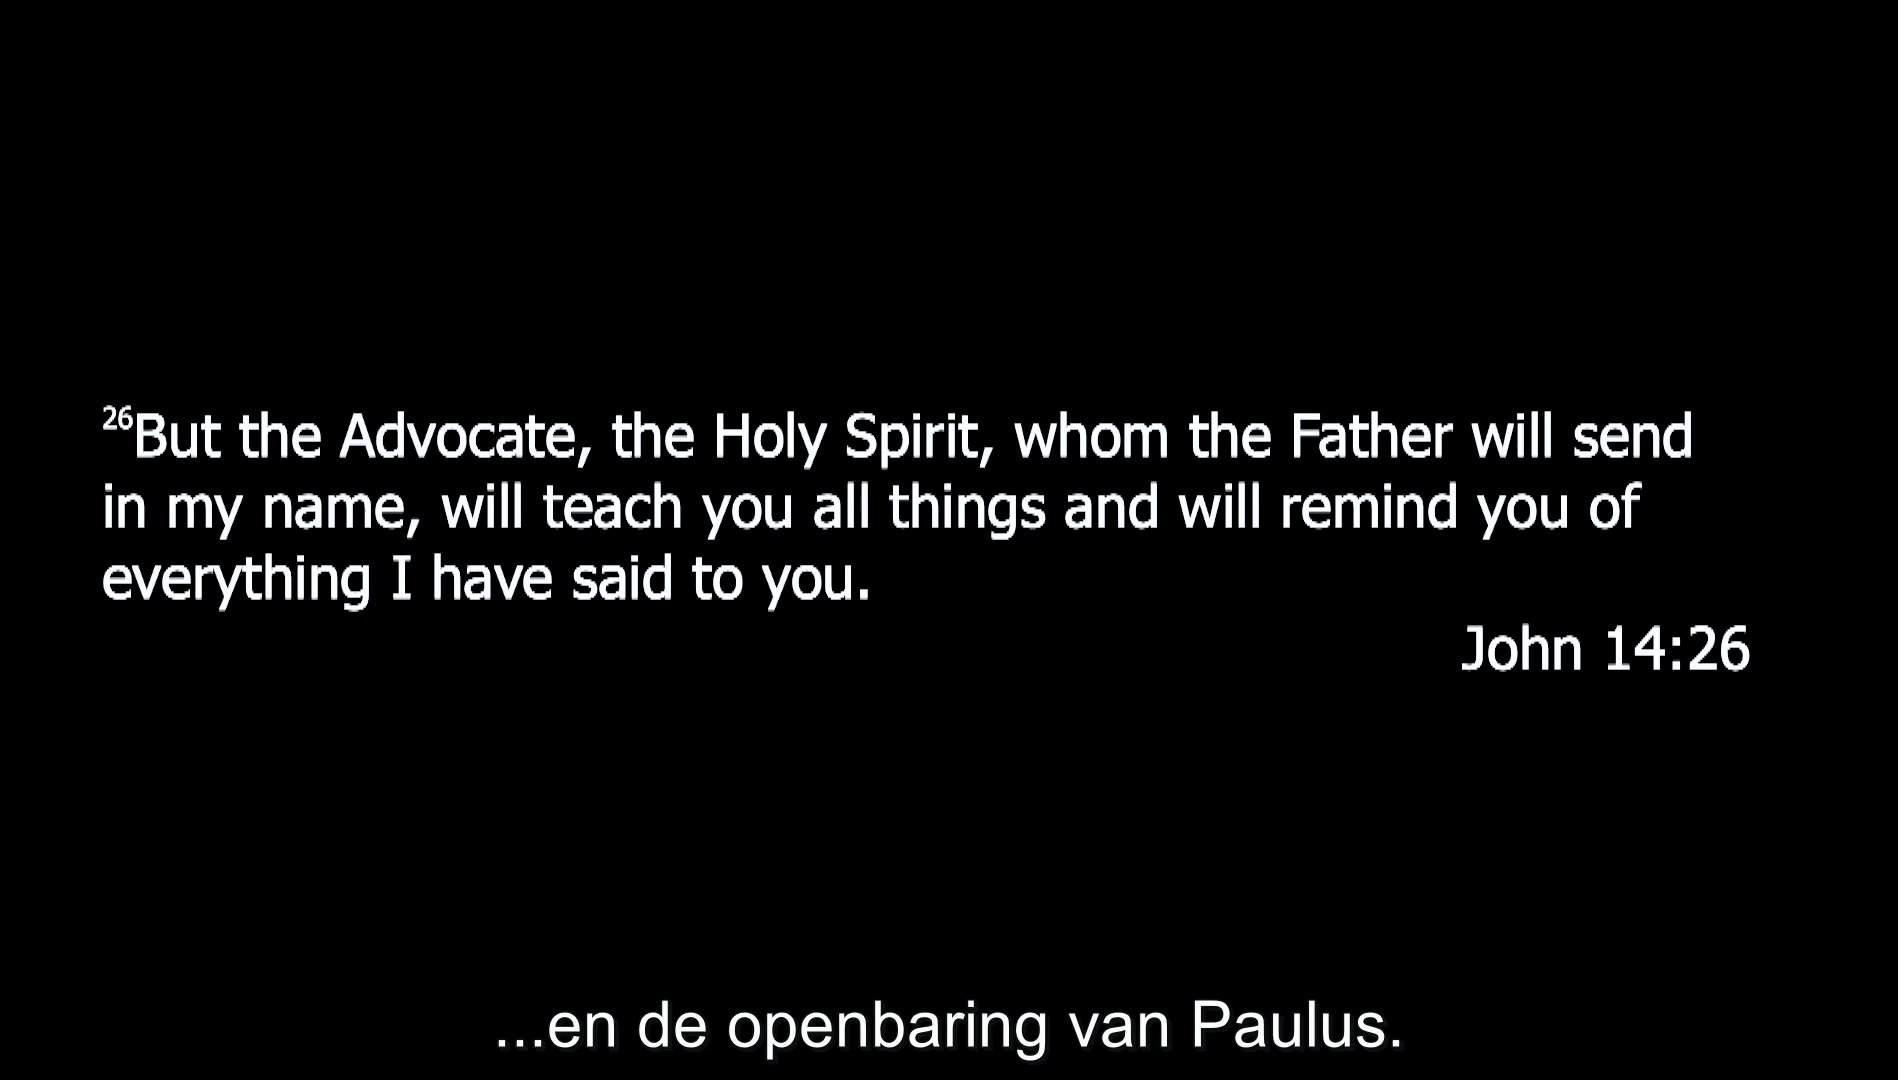 26But the Advocate, the Holy Spirit, whom the Father will send
in my name, will teach you all things and will remind you of
everything I have said to you.
John 14:26
...en de openbaring van Paulus.